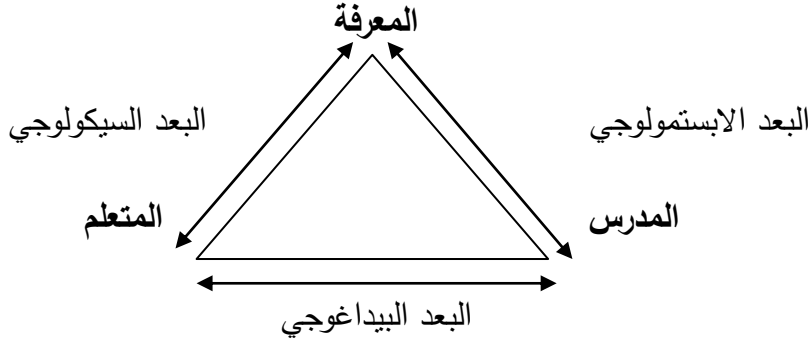 المعرفة
البعد الابستمولوجي
البعد السيكولوجي
المدرس
المتعلم
البعد البيداغوجي